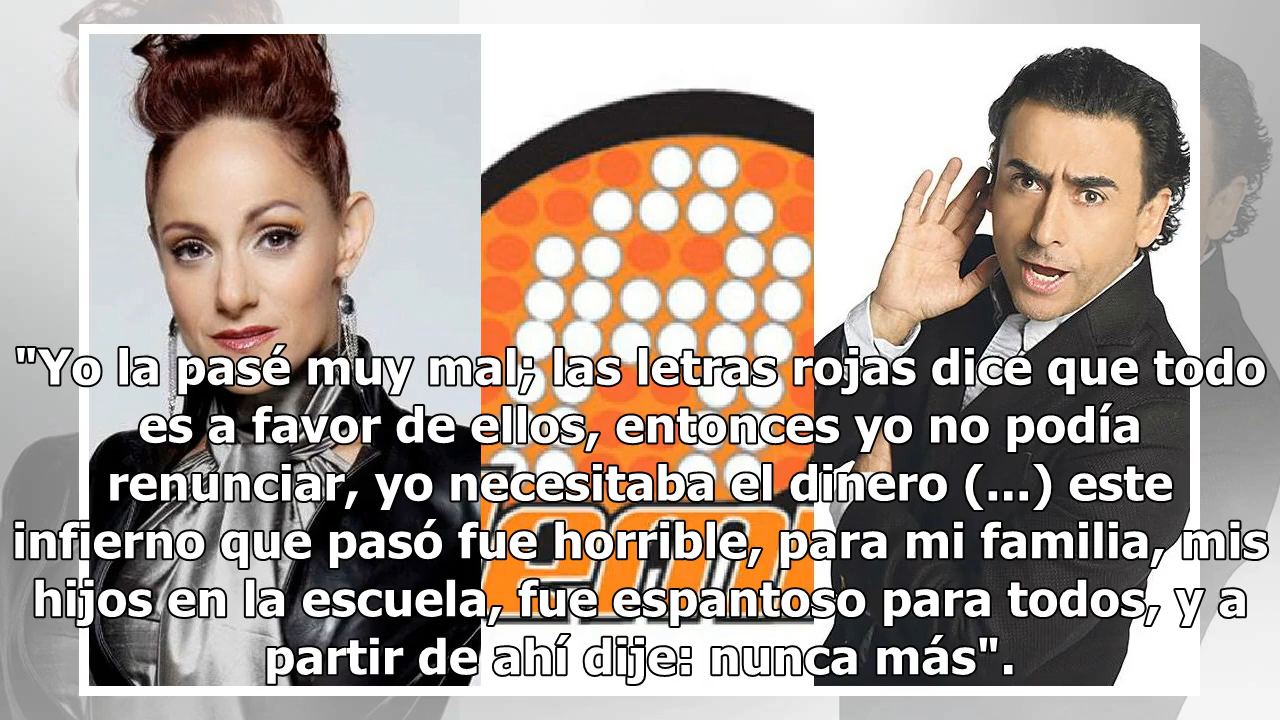 "Yo la pasé muy mal; las letras rojas dice que todo
es a favor de ellos, entonces yo no podía
renunciar, yo necesitaba el dinero (...) este
infierno que pasó fue horrible, para mi familia, mis
hijos en la escuela, fue espantoso para todos, y a
partir de ahí dije: nunca más".